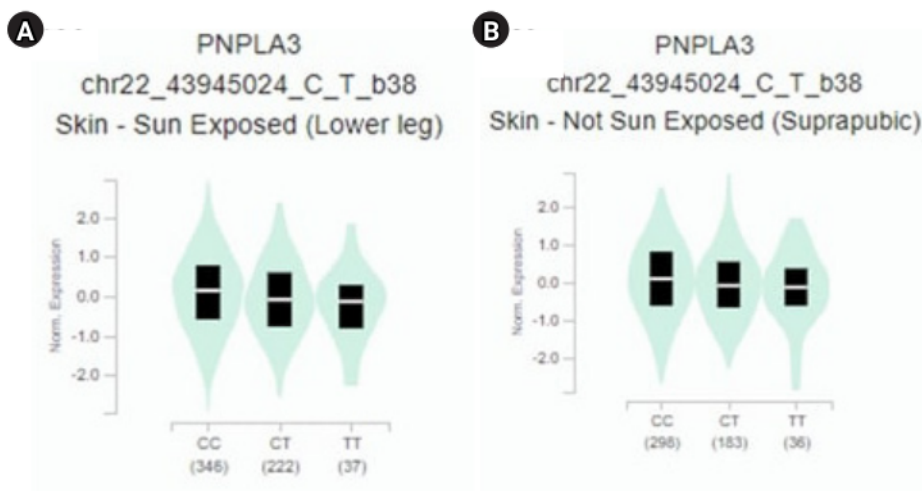 A
PNPLA3
chr22_43945024_C_T_b38
Skin - Sun Exposed (Lower leg)
Norm. Expression
2.0
1.0
0.0
-1.0
-2.0
CC
CT
TT
(346)
(222)
(37)
B
PNPLA3
chr22_43945024_C_T_b38
Skin - Not Sun Exposed (Suprapubic)
Norm. Expression
2.0
1.0
0.0
-1.0
-2.0
CC
CT
TT
(298)
(183)
(36)